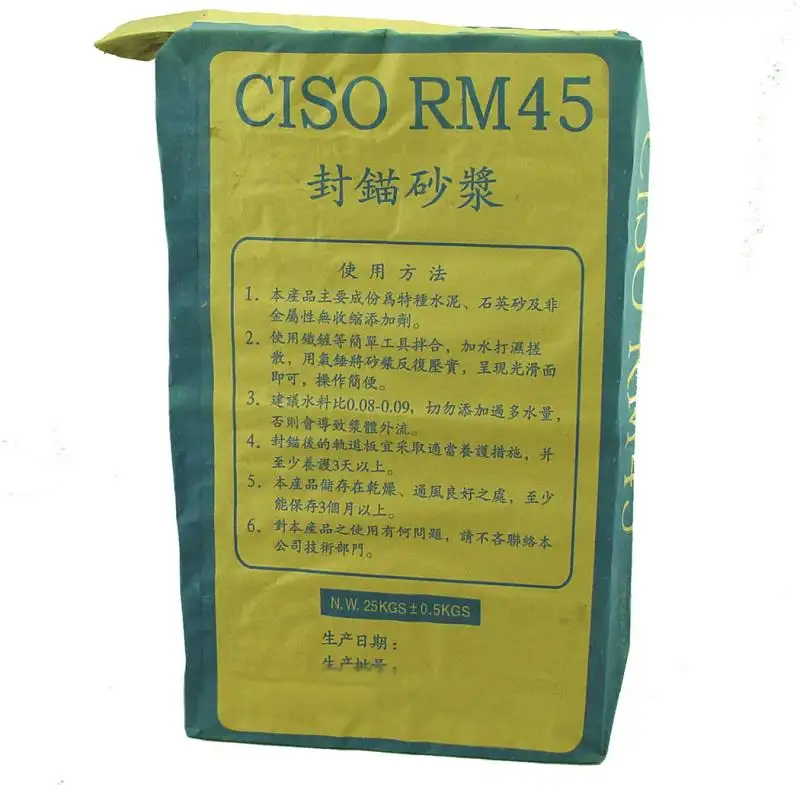 CISO RM45
封錨砂漿
使用方法
1. 本産品主要成份爲特種水泥、石英砂及非
金屬性無收縮添加劑。
2. 使用鐵鏟等簡單工具拌合，加水打濕搓
散，用氣錘將砂漿反復壓實，呈現光滑面
即可，操作簡便。
3. 建議水料比0.08-0.09，切勿添加過多水量，
否則會導致漿體外流。
4. 封錨後的軌道板宜采取適當養護措施，并
至少養護3天以上。
5. 本産品儲存在乾燥、通風良好之處，至少
能保存3個月以上。
6. 對本産品之使用有何問題，請不吝聯絡本
公司技術部門。
N.W. 25KGS±0.5KGS
生产日期：
生产批号：
CISO RM45